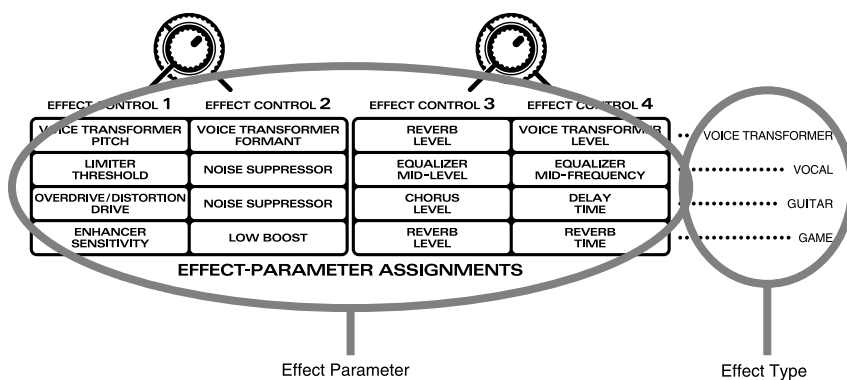 EFFECT CONTROL 1 EFFECT CONTROL 2 EFFECT CONTROL 3 EFFECT CONTROL 4
VOICE TRANSFORMER PITCH VOICE TRANSFORMER FORMANT REVERB LEVEL VOICE TRANSFORMER LEVEL VOICE TRANSFORMER
LIMITER THRESHOLD NOISE SUPPRESSOR EQUALIZER MID-LEVEL EQUALIZER MID-FREQUENCY VOCAL
OVERDRIVE/DISTORTION DRIVE NOISE SUPPRESSOR CHORUS LEVEL DELAY TIME GUITAR
ENHANCER SENSITIVITY LOW BOOST REVERB LEVEL REVERB TIME GAME
EFFECT-PARAMETER ASSIGNMENTS
Effect Parameter Effect Type